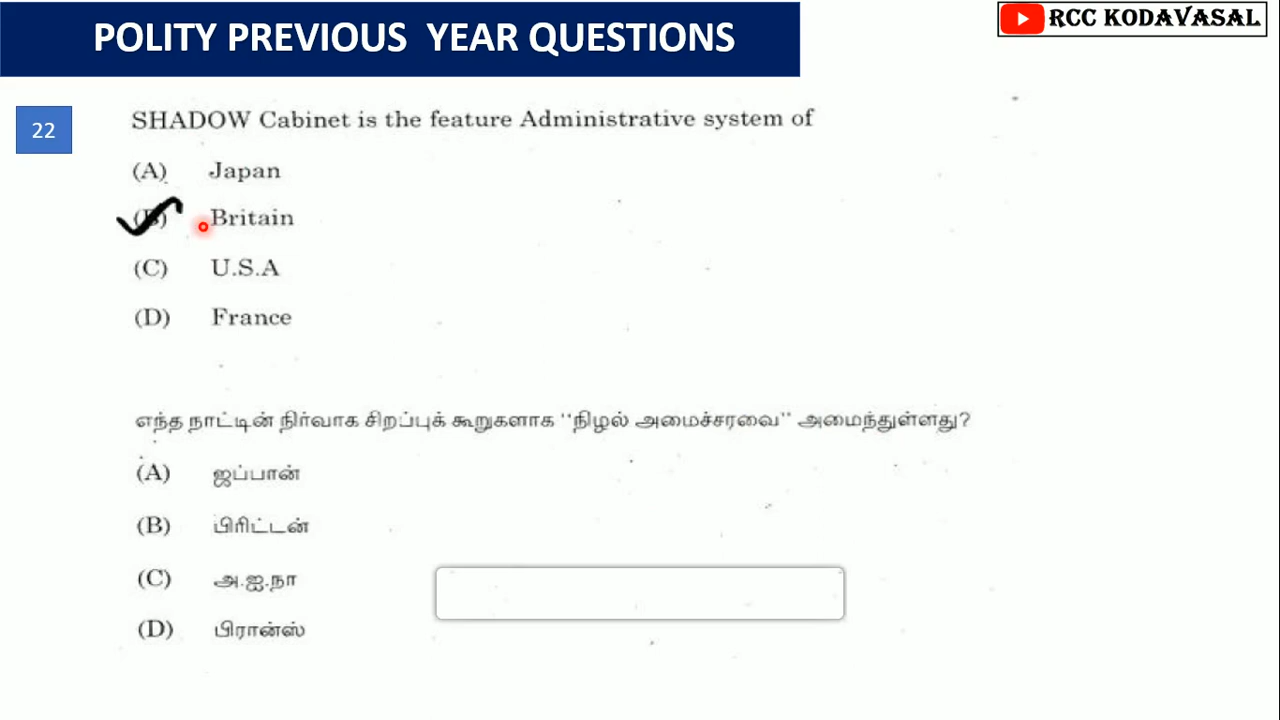 POLITY PREVIOUS YEAR QUESTIONS
RCC KODAVASAL
22
SHADOW Cabinet is the feature Administrative system of
(A) Japan
(B) Britain
(C) U.S.A
(D) France
எந்த நாட்டின் நிர்வாக சிறப்புக் கூறுகளாக "நிழல் அமைச்சரவை" அமைந்துள்ளது?
(A) ஜப்பான்
(B) பிரிட்டன்
(C) அ.ஐ.நா
(D) பிரான்ஸ்